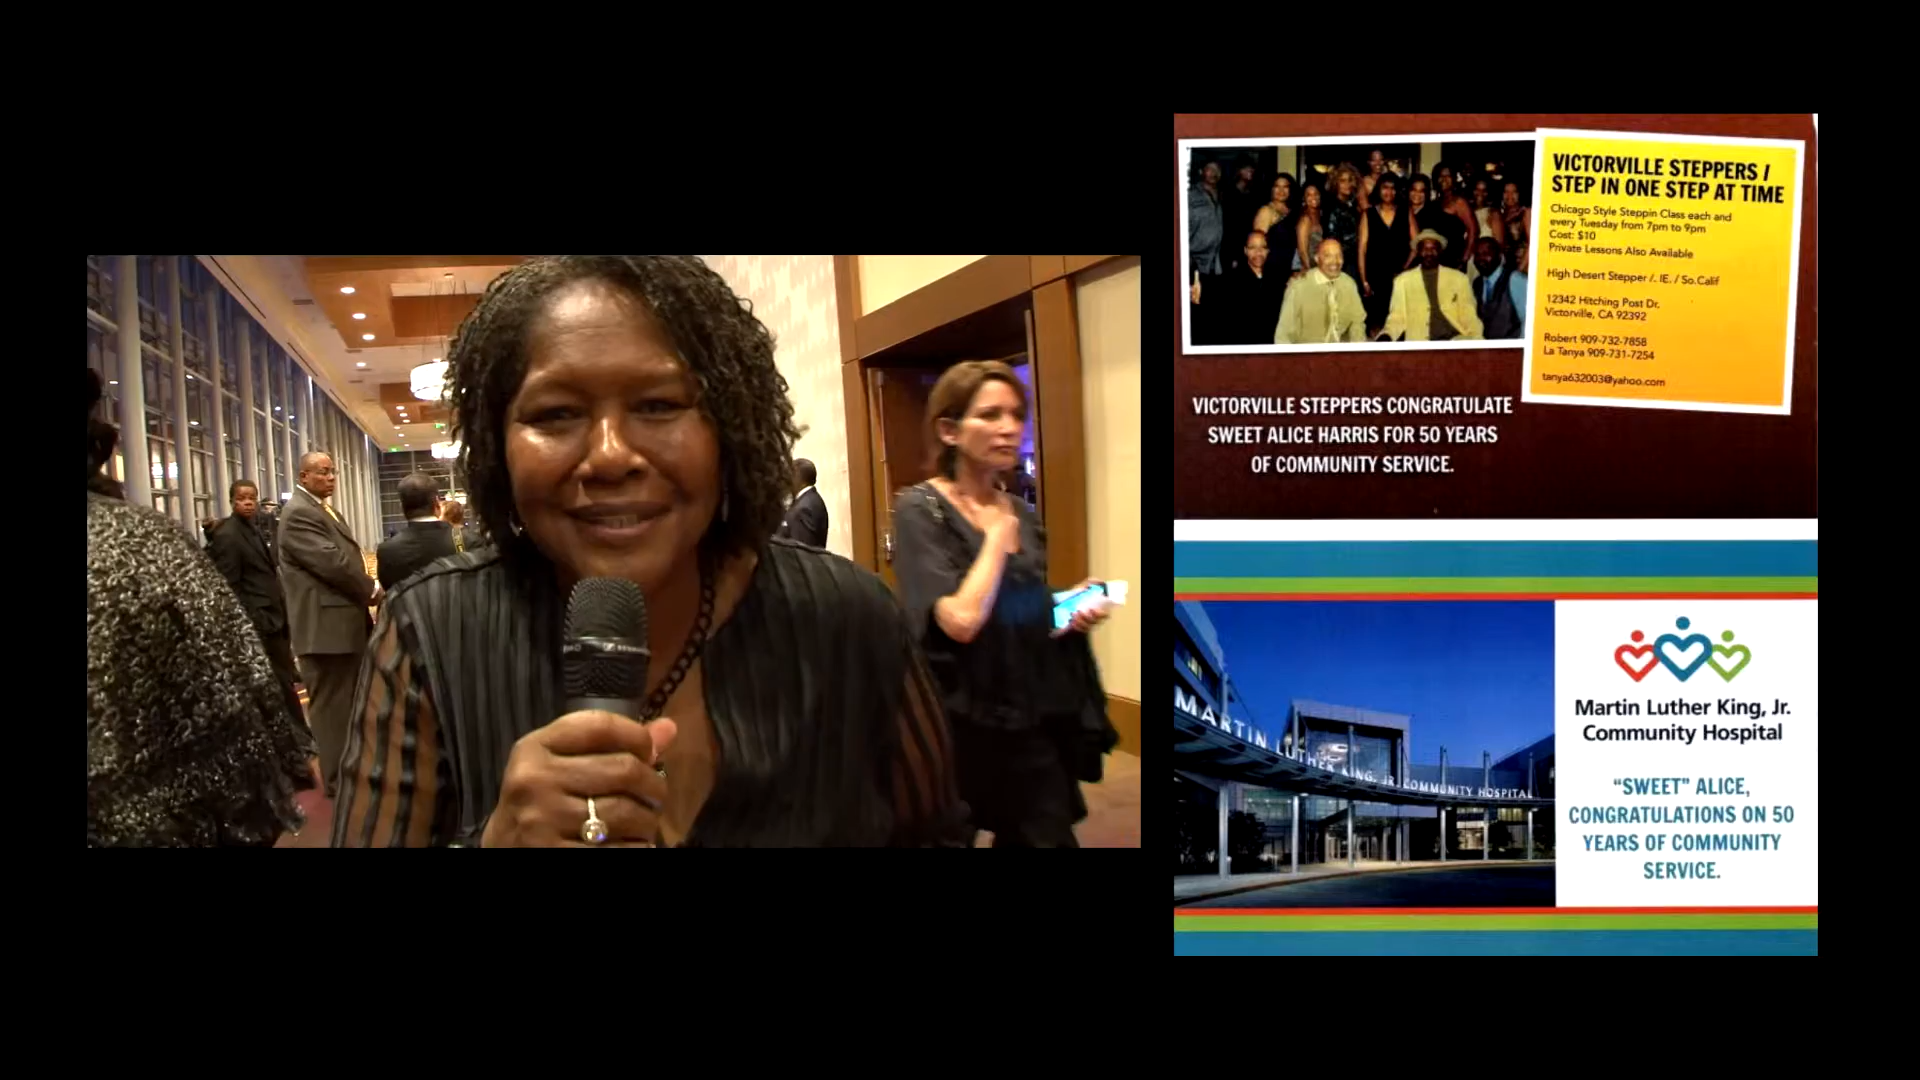 VICTORVILLE STEPPERS /
STEP IN ONE STEP AT TIME
Chicago Style Steppin Class each and
every Tuesday from 7pm to 9pm
Cost: $10
Private Lessons Also Available
High Desert Stepper /. IE. / So.Calif
12342 Hitching Post Dr.
Victorville, CA 92392
Robert 909-732-7858
La Tanya 909-731-7254
tanya632003@yahoo.com
VICTORVILLE STEPPERS CONGRATULATE
SWEET ALICE HARRIS FOR 50 YEARS
OF COMMUNITY SERVICE.
MARTIN LUTHER KING, JR. COMMUNITY HOSPITAL
Martin Luther King, Jr.
Community Hospital
“SWEET” ALICE,
CONGRATULATIONS ON 50
YEARS OF COMMUNITY
SERVICE.